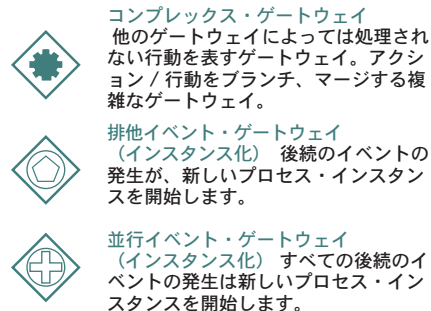 コンプレックス・ゲートウェイ
他のゲートウェイによっては処理され
ない行動を表すゲートウェイ。アクシ
ョン / 行動をブランチ、マージする複
雑なゲートウェイ。
排他イベント・ゲートウェイ
（インスタンス化） 後続のイベントの
発生が、新しいプロセス・インスタン
スを開始します。
並行イベント・ゲートウェイ
（インスタンス化） すべての後続のイ
ベントの発生は新しいプロセス・イン
スタンスを開始します。